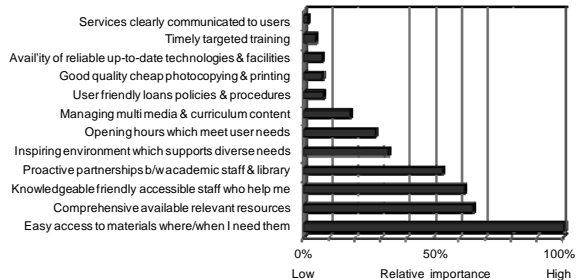 Services clearly communicated to users
Timely targeted training
Avail'ity of reliable up-to-date technologies & facilities
Good quality cheap photocopying & printing
User friendly loans policies & procedures
Managing multi media & curriculum content
Opening hours which meet user needs
Inspiring environment which supports diverse needs
Proactive partnerships b/w academic staff & library
Knowledgeable friendly accessible staff who help me
Comprehensive available relevant resources
Easy access to materials where/when I need them
0% 50% 100%
Low Relative importance High